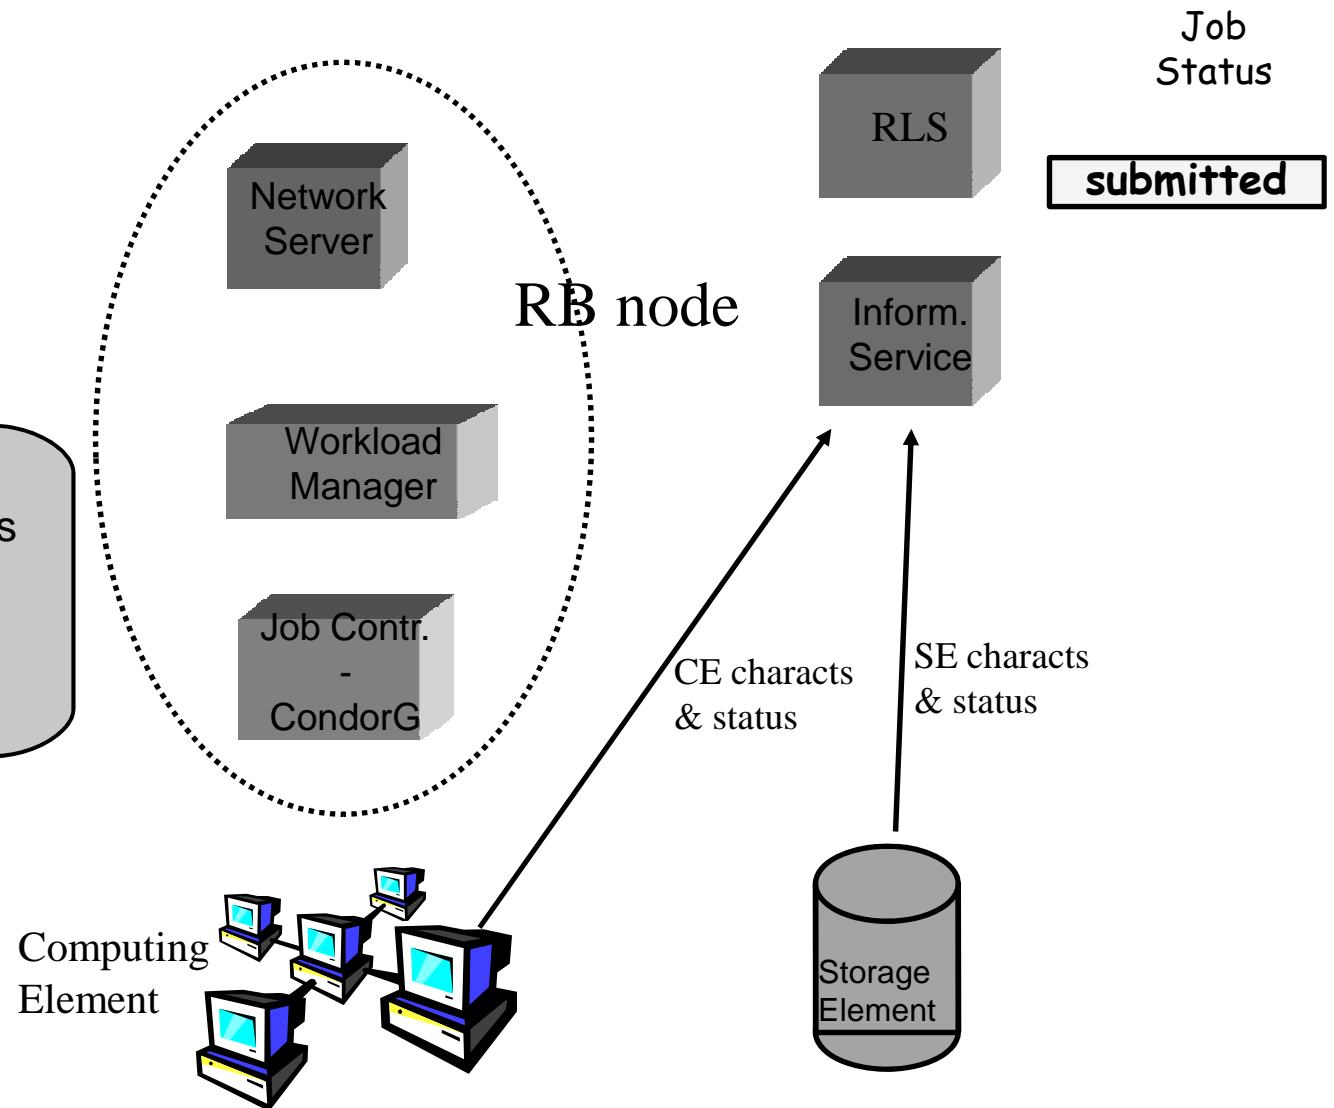 Job
Status
RLS
submitted
Network
Server
RB node
Inform.
Service
Workload
Manager
s
Job Contr.
-
CondorG
CE characts
& status
SE characts
& status
Computing
Element
Storage
Element